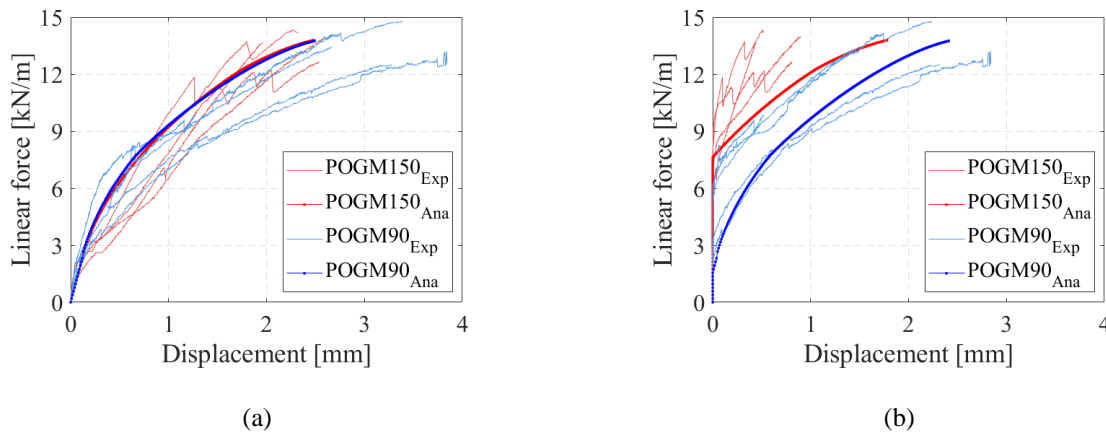 15
12
9
6
3
0
Linear force [kN/m]
POGM150Exp
POGM150Ana
POGM90Exp
POGM90Ana
0 1 2 3 4
Displacement [mm]
(a)
15
12
9
6
3
0
Linear force [kN/m]
POGM150Exp
POGM150Ana
POGM90Exp
POGM90Ana
0 1 2 3 4
Displacement [mm]
(b)